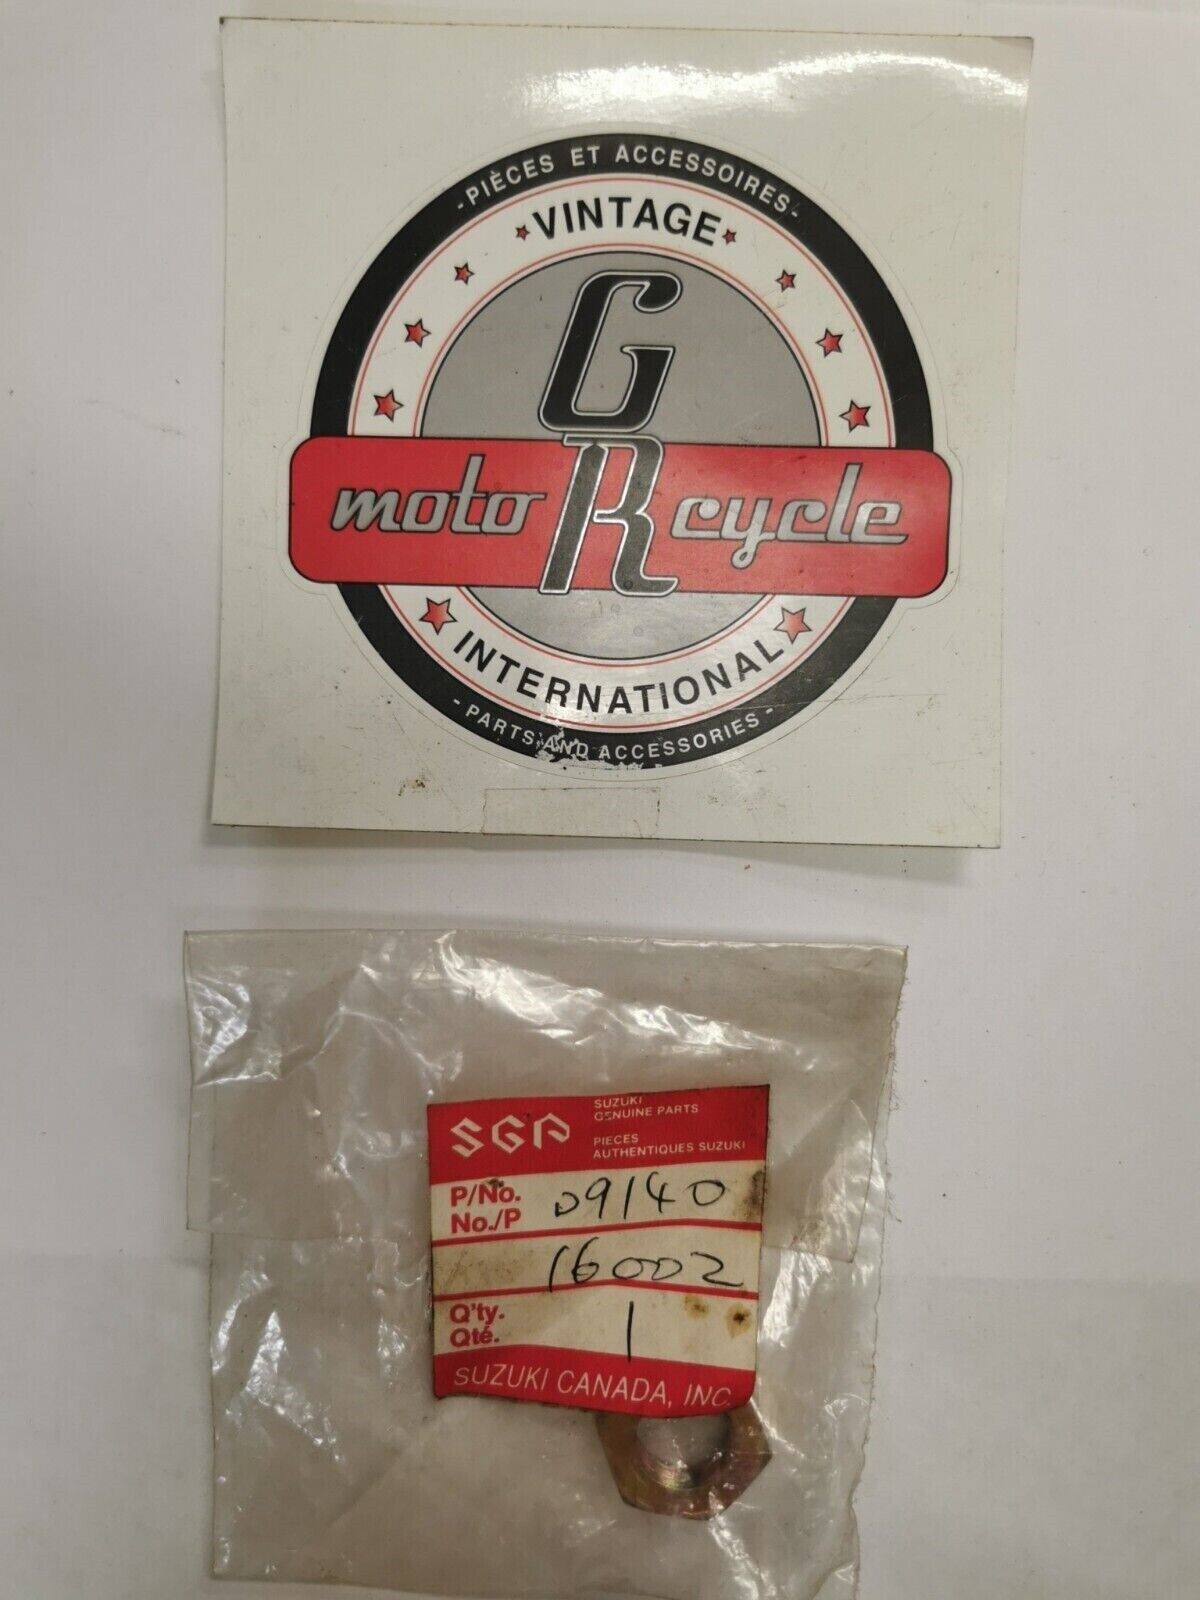 - PIÈCES ET ACCESSOIRES -
VINTAGE
GR
moto cycle
INTERNATIONAL
- PARTS AND ACCESSORIES -
SGP
SUZUKI
GENUINE PARTS
PIECES
AUTHENTIQUES SUZUKI
P/No.
No./P
09140
16002
Q'ty.
Qté.
1
SUZUKI CANADA, INC.